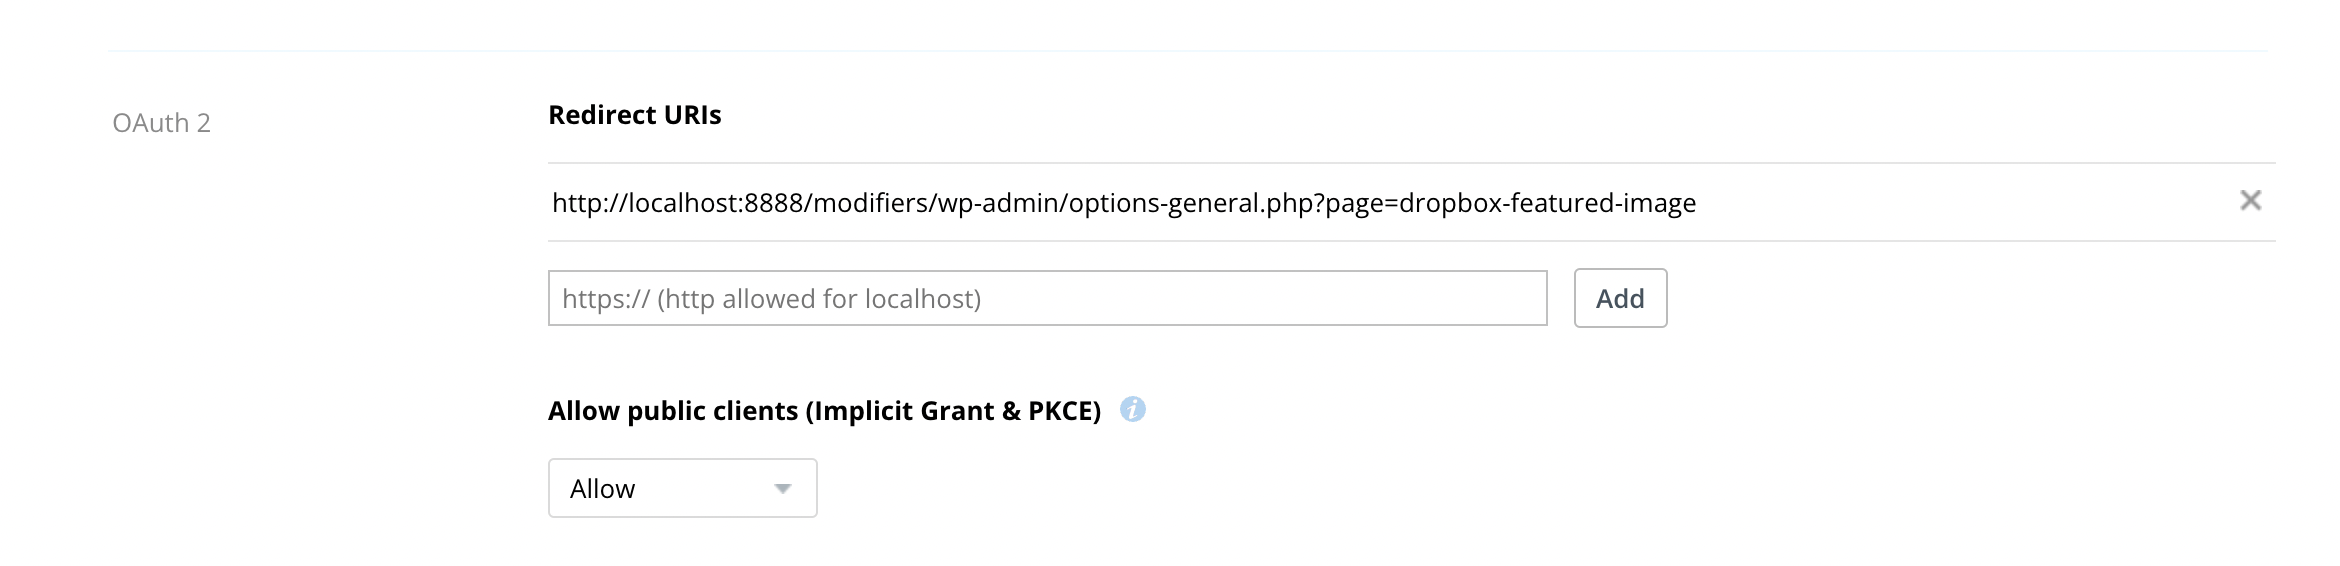 OAuth 2
Redirect URIs
http://localhost:8888/modifiers/wp-admin/options-general.php?page=dropbox-featured-image
https:// (http allowed for localhost)
Add
Allow public clients (Implicit Grant & PKCE)
Allow